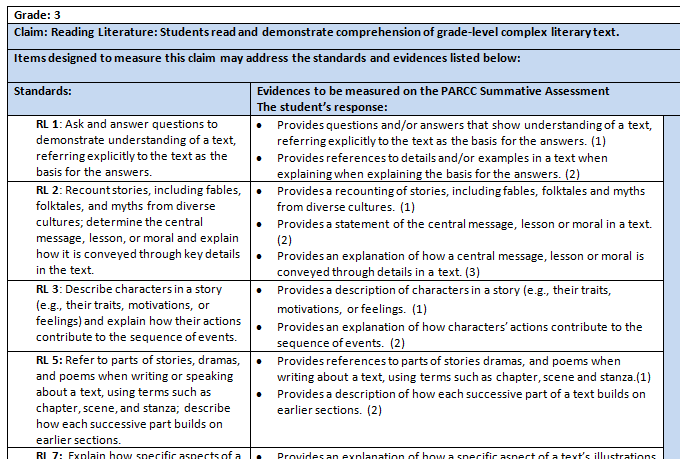 Grade: 3
Claim: Reading Literature: Students read and demonstrate comprehension of grade-level complex literary text.
Items designed to measure this claim may address the standards and evidences listed below:
Standards:
Evidences to be measured on the PARCC Summative Assessment
The student's response:
RL 1: Ask and answer questions to
demonstrate understanding of a text,
referring explicitly to the text as the
basis for the answers.
• Provides questions and/or answers that show understanding of a text,
referring explicitly to the text as the basis for the answers. (1)
• Provides references to details and/or examples in a text when
explaining when explaining the basis for the answers. (2)
RL 2: Recount stories, including fables,
folktales, and myths from diverse
cultures; determine the central
message, lesson, or moral and explain
how it is conveyed through key details
in the text.
• Provides a recounting of stories, including fables, folktales and myths
from diverse cultures. (1)
• Provides a statement of the central message, lesson or moral in a text.
(2)
• Provides an explanation of how a central message, lesson or moral is
conveyed through details in a text. (3)
RL 3: Describe characters in a story
(e.g., their traits, motivations, or
feelings) and explain how their actions
contribute to the sequence of events.
• Provides a description of characters in a story (e.g., their traits,
motivations, or feelings. (1)
• Provides an explanation of how characters' actions contribute to the
sequence of events. (2)
RL 5: Refer to parts of stories, dramas,
and poems when writing or speaking
about a text, using terms such as
chapter, scene, and stanza; describe
how each successive part builds on
earlier sections.
• Provides references to parts of stories dramas, and poems when
writing about a text, using terms such as chapter, scene and stanza.(1)
• Provides a description of how each successive part of a text builds on
earlier sections. (2)
RL 7: Explain how specific aspects of a
• Provides an explanation of how a specific aspect of a text's illustrations